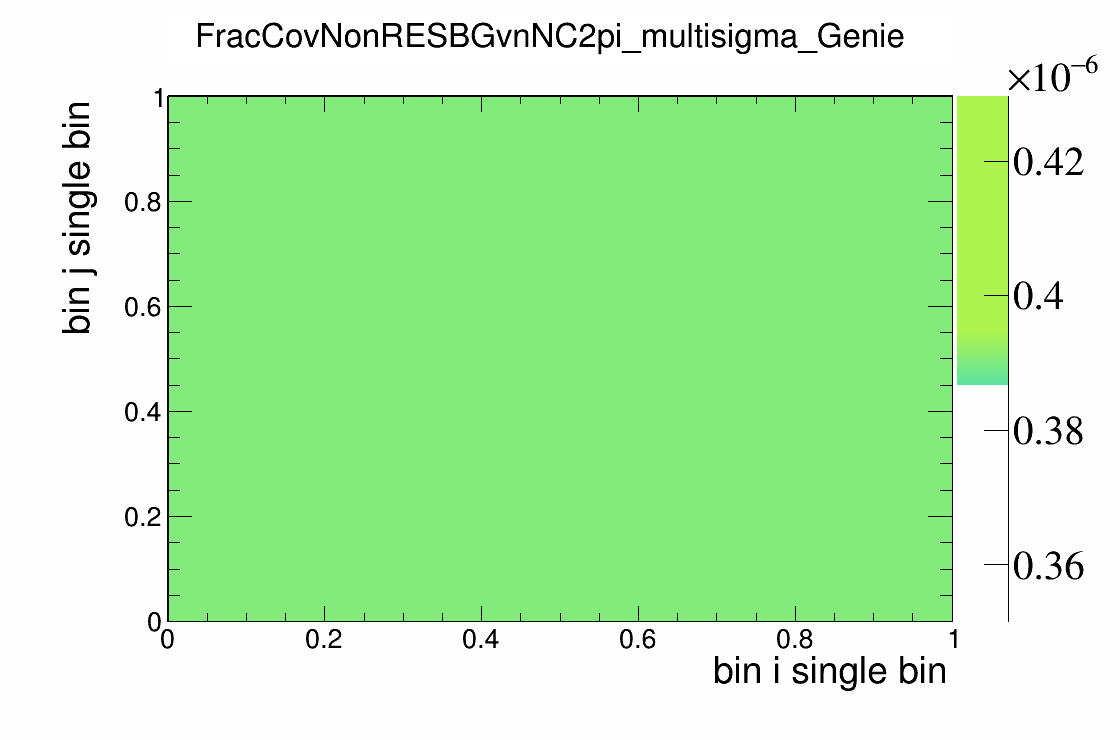 FracCovNonRESBGvnNC2pi_multisigma_Genie
×10⁻⁶
0.42
0.4
0.38
0.36
bin j single bin
1
0.8
0.6
0.4
0.2
0
0 0.2 0.4 0.6 0.8 1
bin i single bin